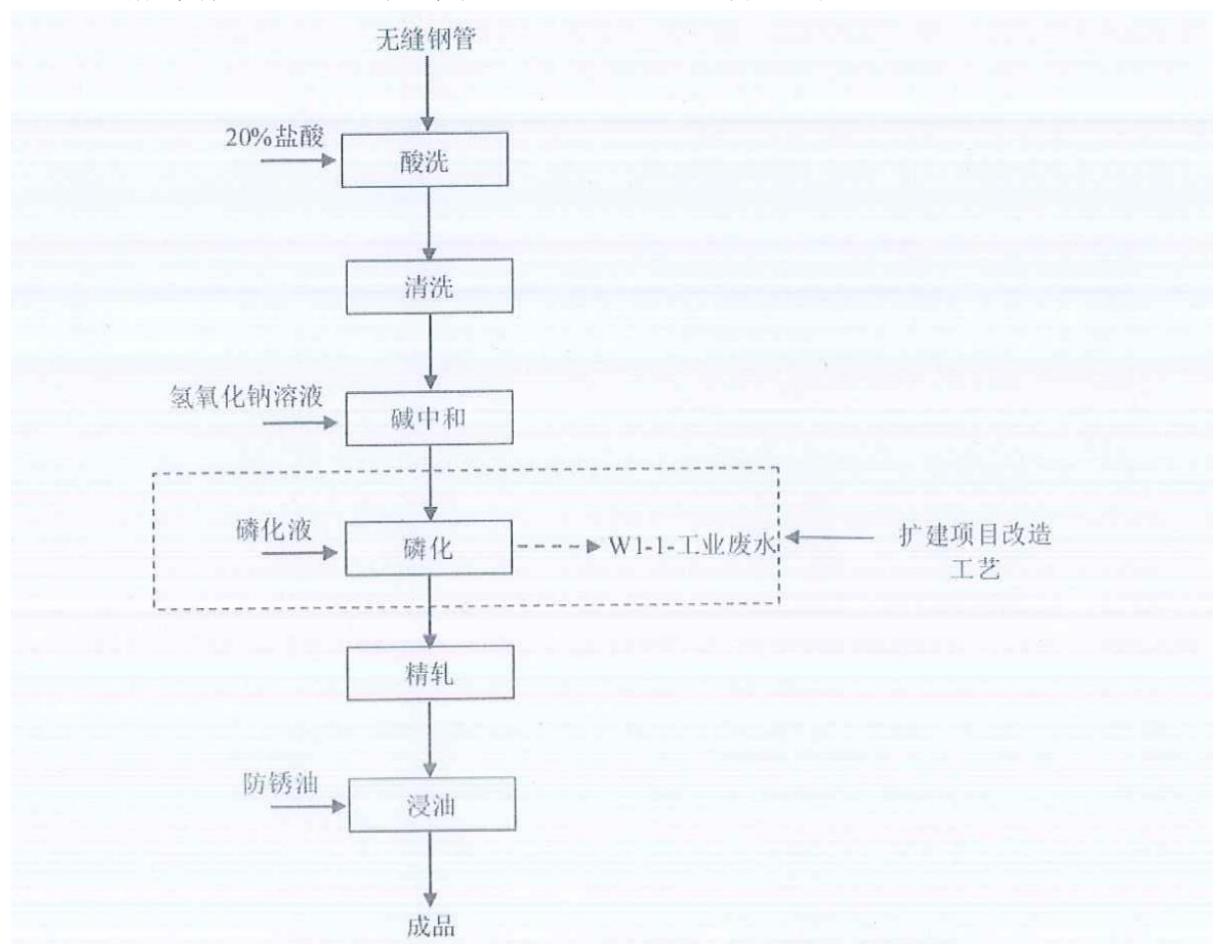 无缝钢管
20%盐酸
酸洗
清洗
氢氧化钠溶液
碱中和
磷化液
磷化
W1-1-工业废水
扩建项目改造
工艺
精轧
防锈油
浸油
成品